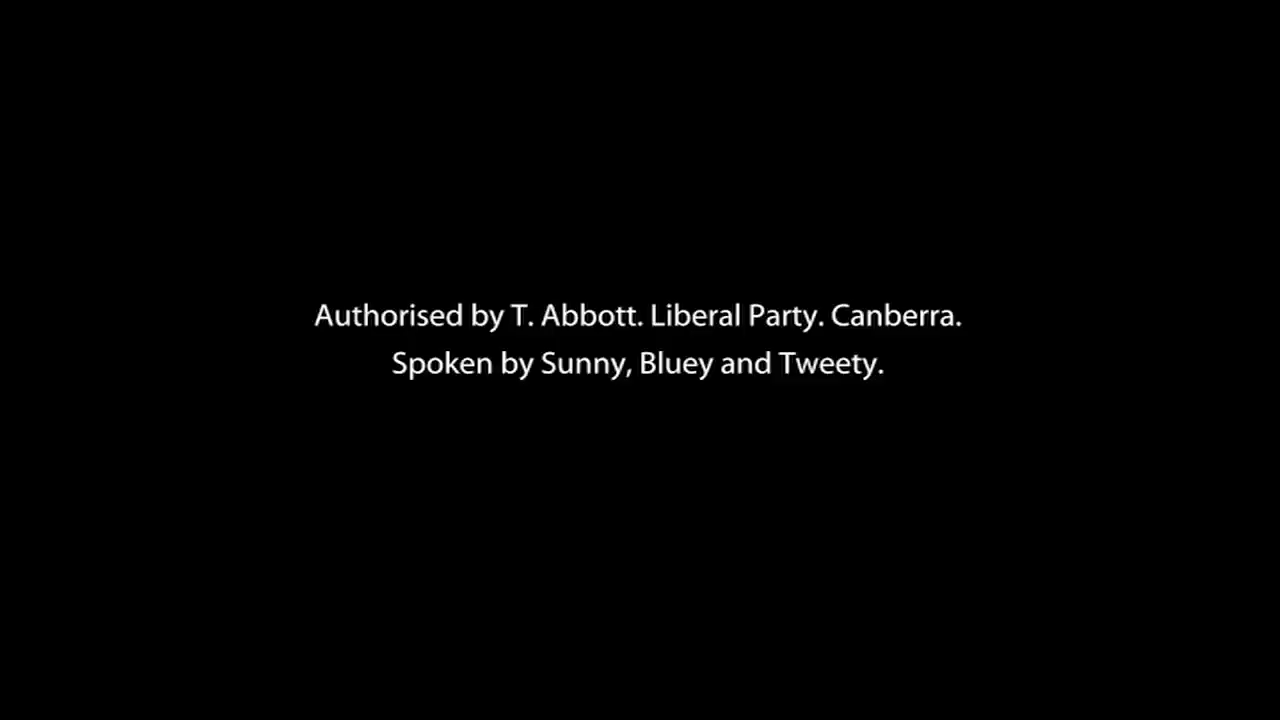 Authorised by T. Abbott. Liberal Party. Canberra.
Spoken by Sunny, Bluey and Tweety.